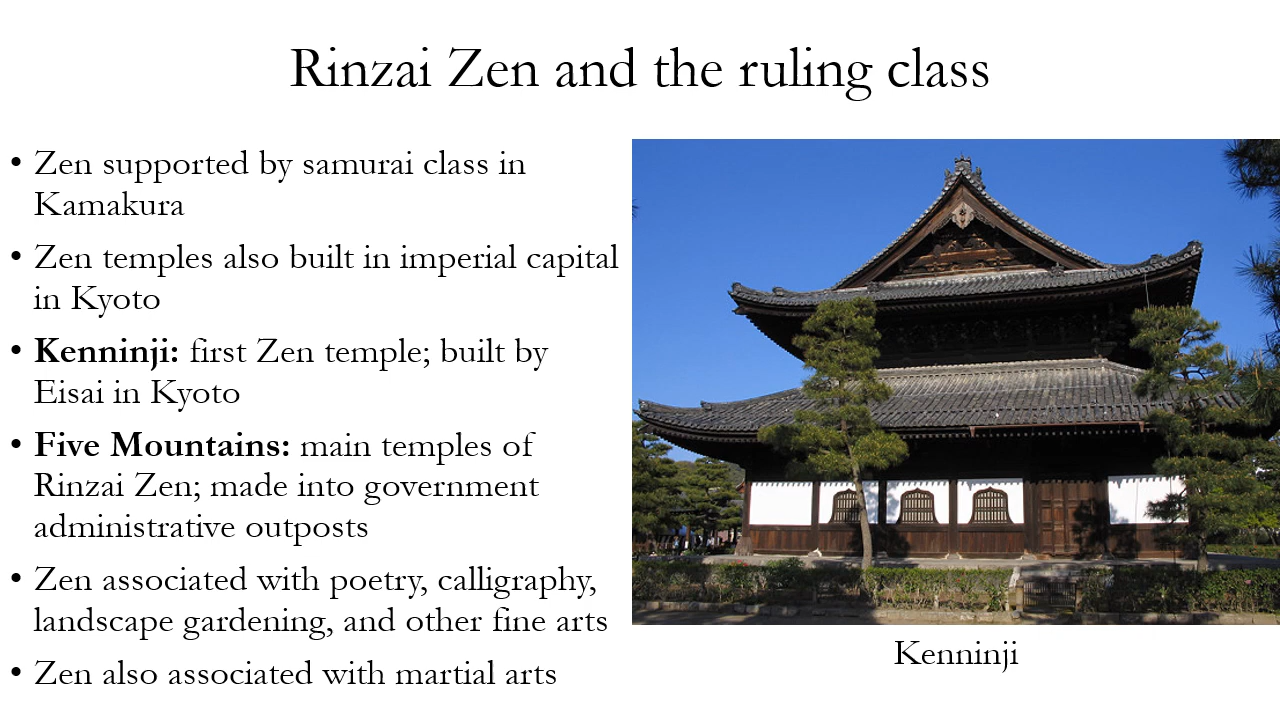 Rinzai Zen and the ruling class
• Zen supported by samurai class in
Kamakura
• Zen temples also built in imperial capital
in Kyoto
• Kenninji: first Zen temple; built by
Eisai in Kyoto
• Five Mountains: main temples of
Rinzai Zen; made into government
administrative outposts
• Zen associated with poetry, calligraphy,
landscape gardening, and other fine arts
• Zen also associated with martial arts
Kenninji